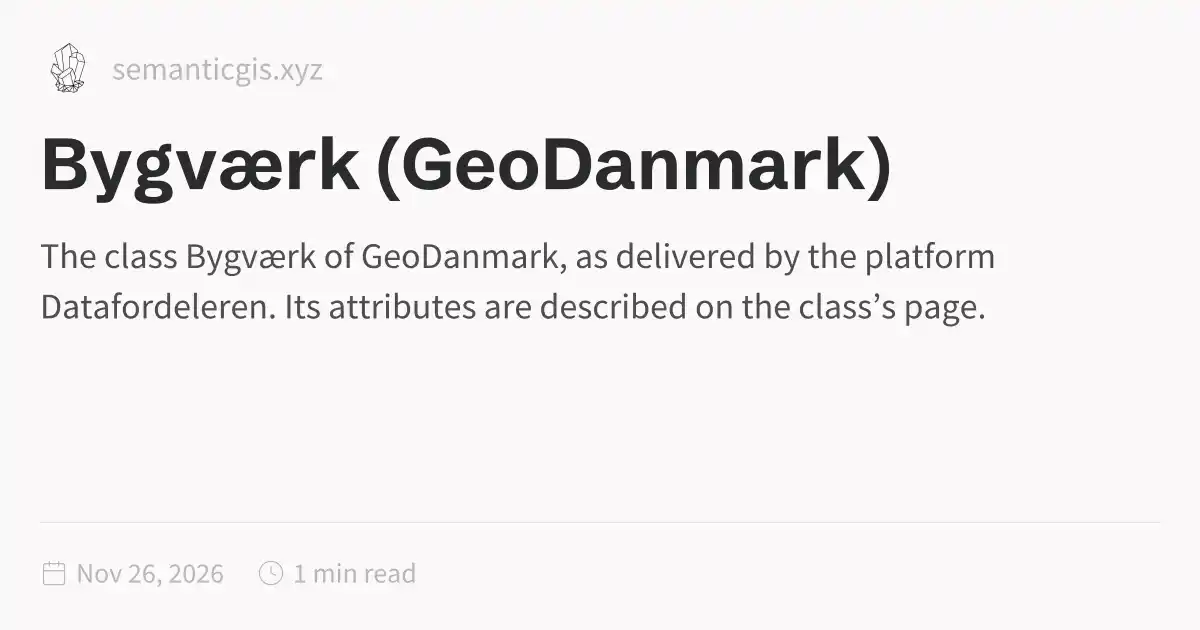 semanticgis.xyz
Bygværk (GeoDanmark)
The class Bygværk of GeoDanmark, as delivered by the platform
Datafordeleren. Its attributes are described on the class’s page.
Nov 26, 2026 1 min read